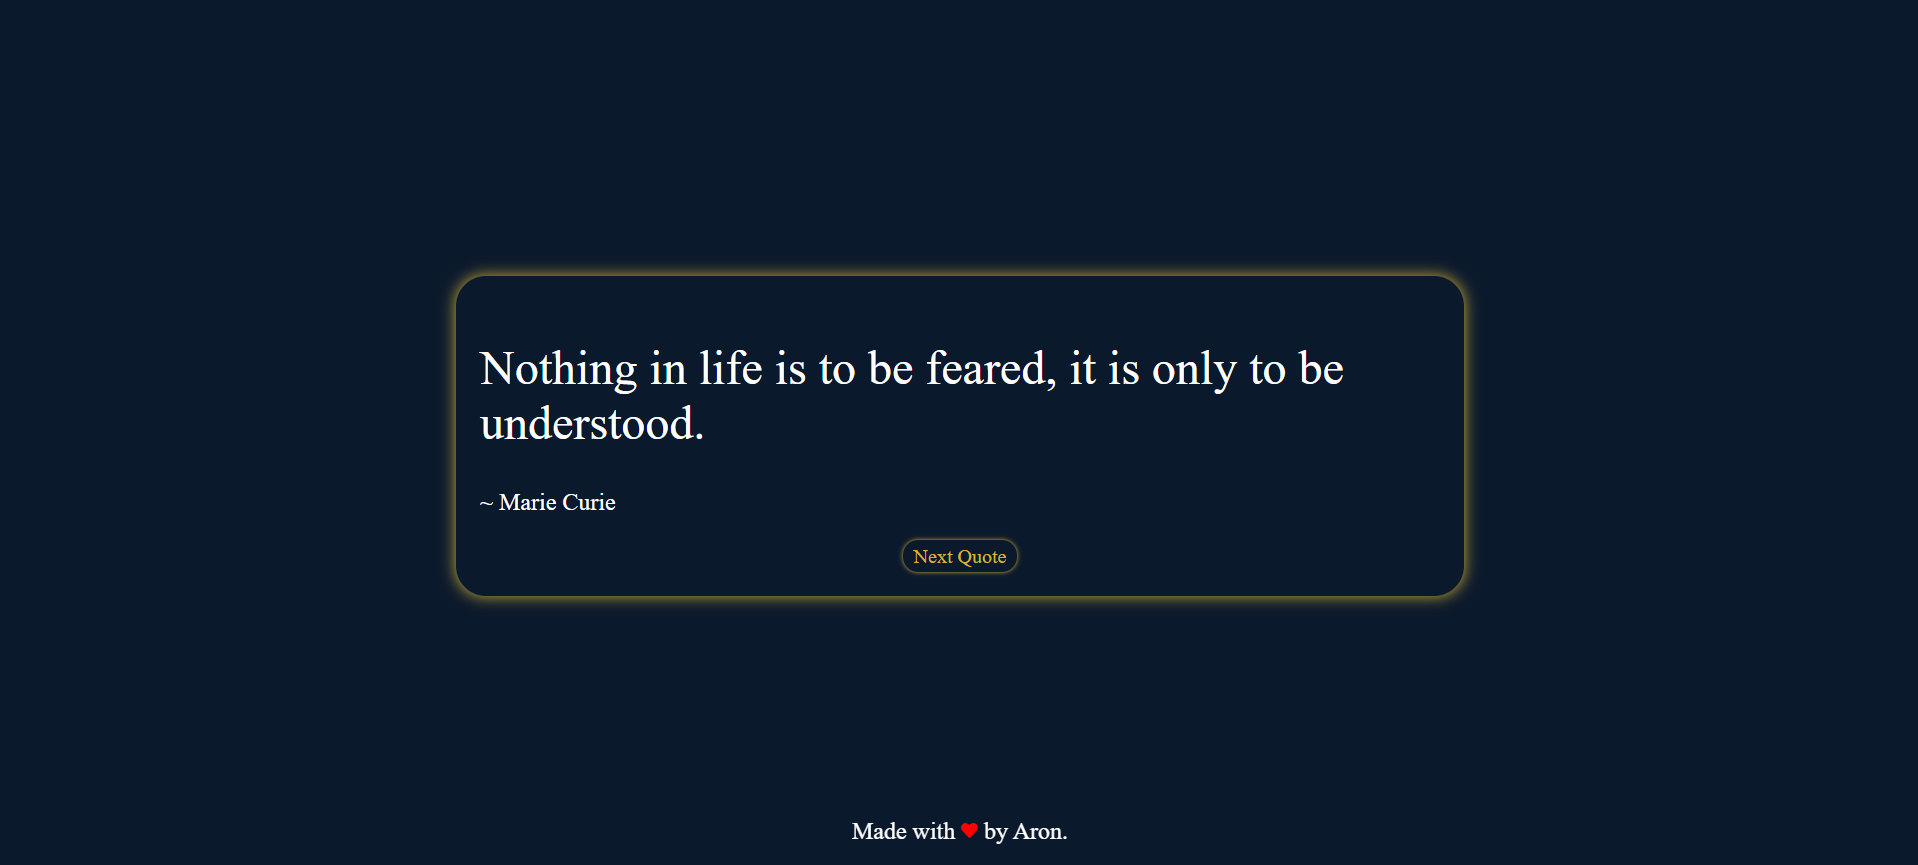 Nothing in life is to be feared, it is only to be
understood.
~ Marie Curie
Next Quote
Made with ❤ by Aron.